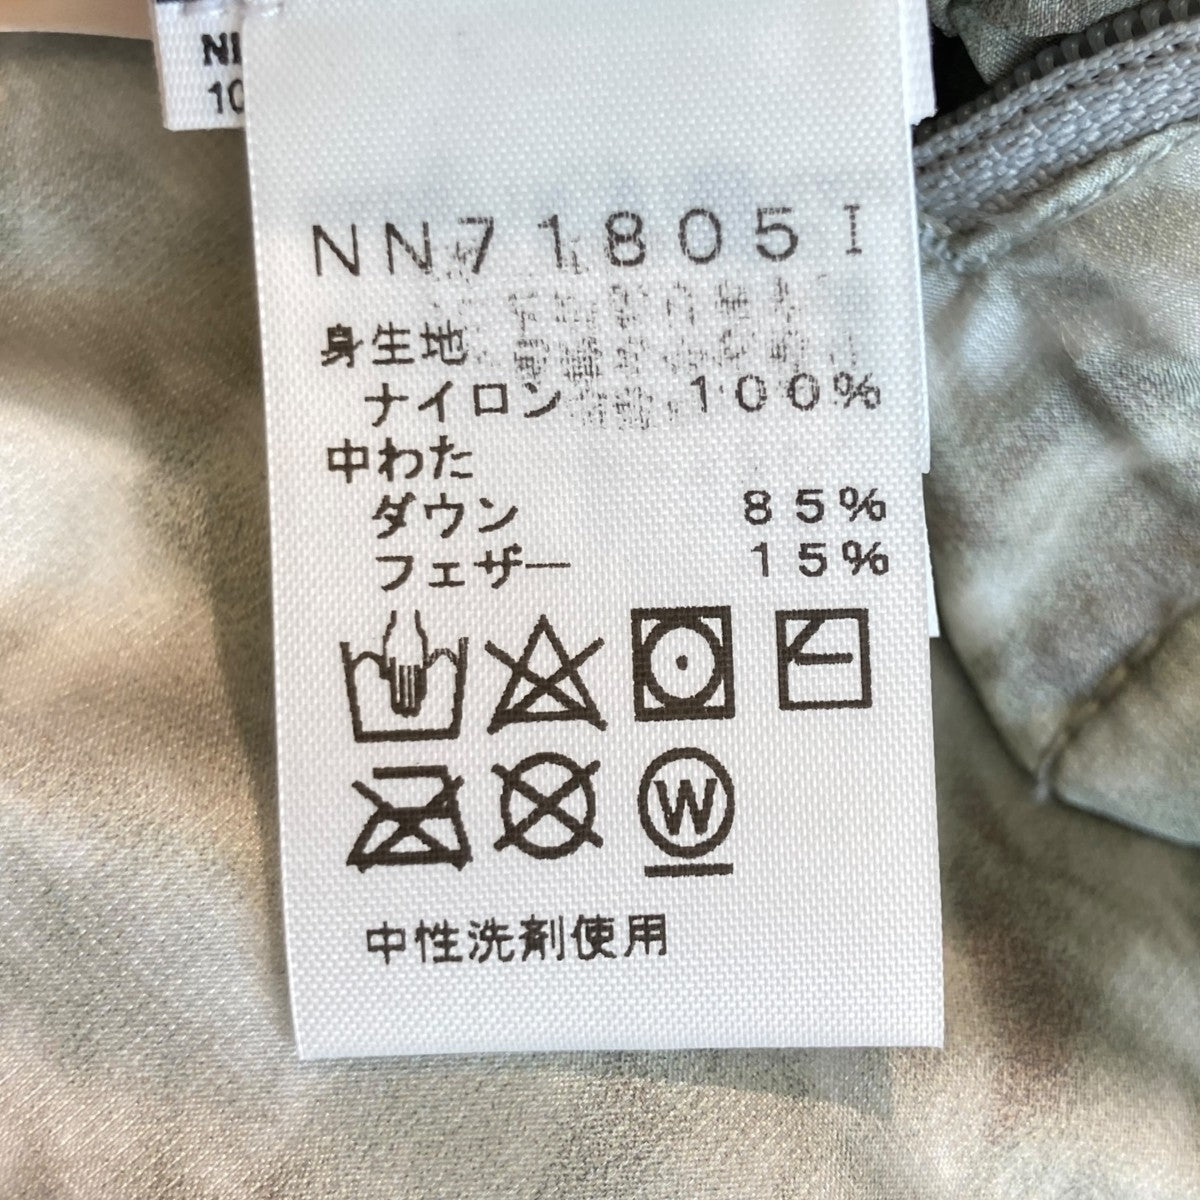 10
NN71805I
身生地
ナイロン 100%
中わた
ダウン 85%
フェザー 15%
W
中性洗剤使用